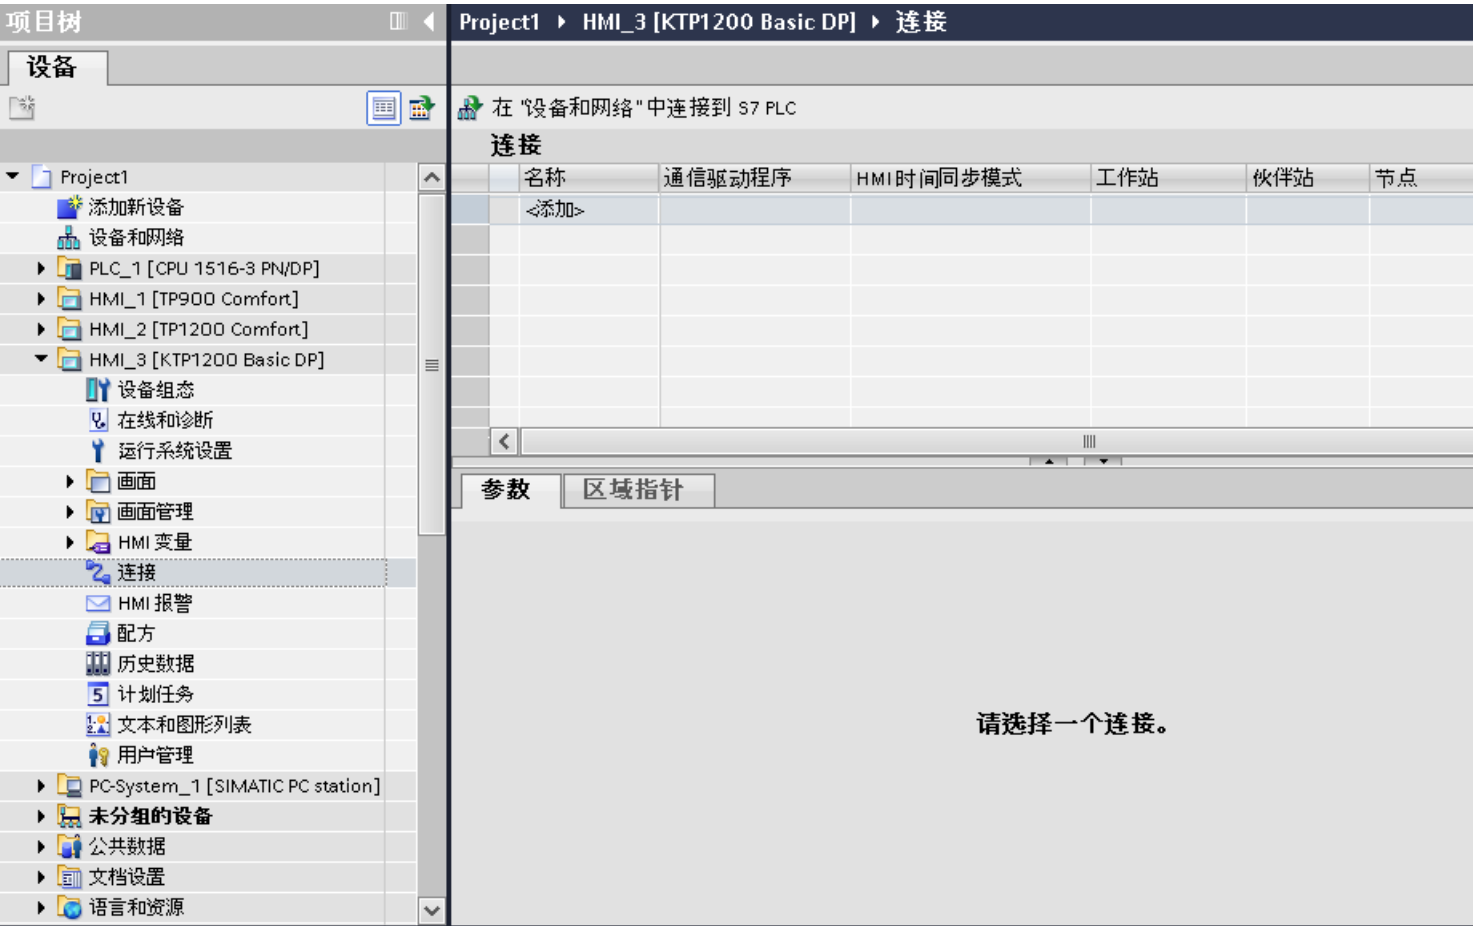 项目树
Project1 ▸ HMI_3 [KTP1200 Basic DP] ▸ 连接
设备
在 "设备和网络" 中连接到 S7 PLC
连接
名称 通信驱动程序 HMI时间同步模式 工作站 伙伴站 节点
<添加>
Project1
添加新设备
设备和网络
PLC_1 [CPU 1516-3 PN/DP]
HMI_1 [TP900 Comfort]
HMI_2 [TP1200 Comfort]
HMI_3 [KTP1200 Basic DP]
设备组态
在线和诊断
运行系统设置
画面
画面管理
HMI 变量
连接
HMI 报警
配方
历史数据
计划任务
文本和图形列表
用户管理
PC-System_1 [SIMATIC PC station]
未分组的设备
公共数据
文档设置
语言和资源
参数 区域指针
请选择一个连接。